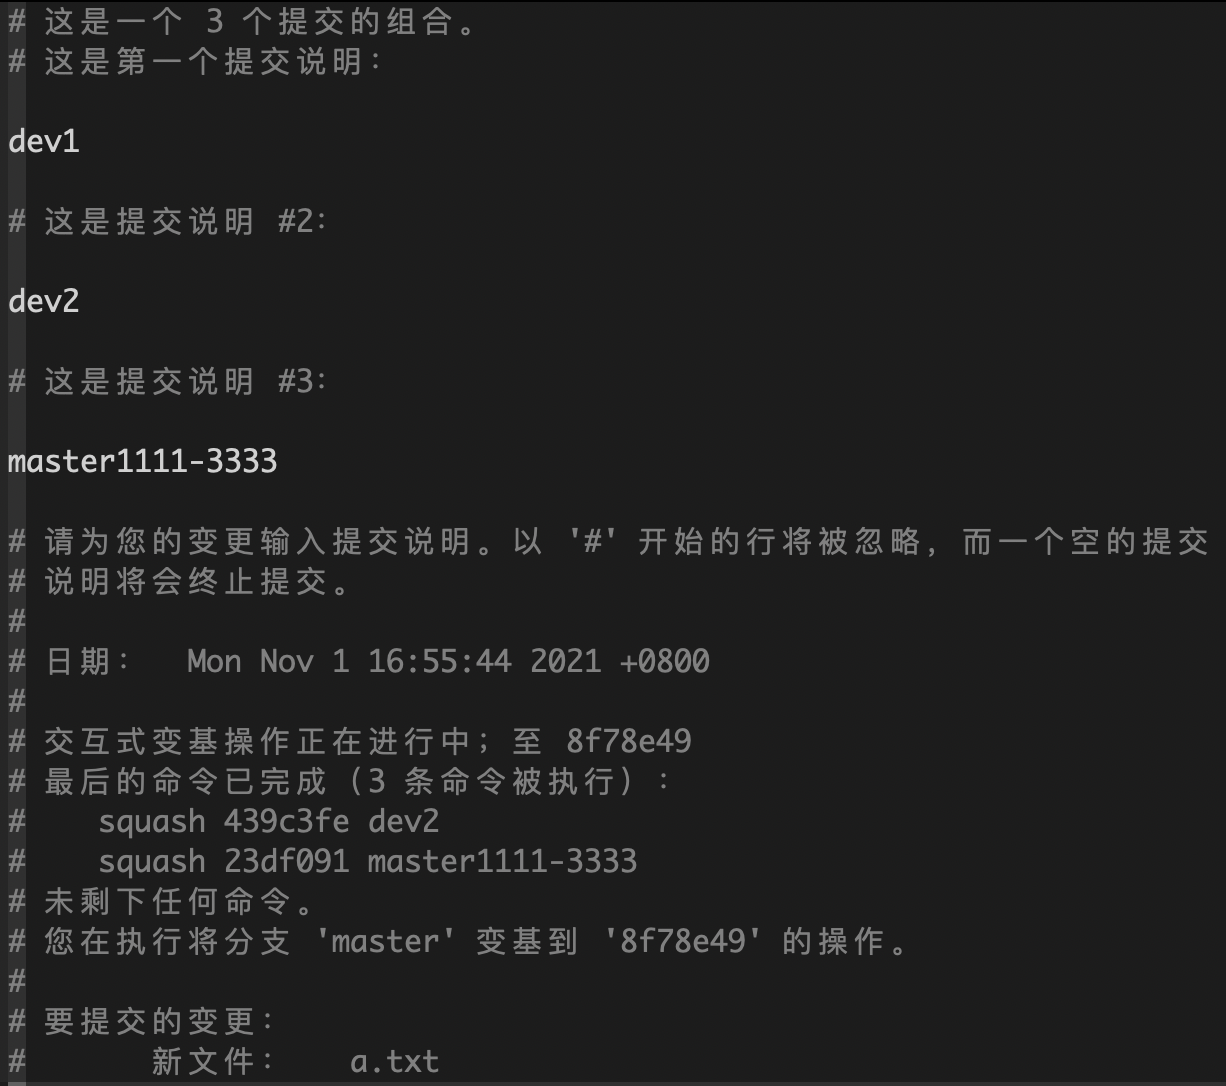 # 这是一个 3 个提交的组合。
# 这是第一个提交说明：
dev1
# 这是提交说明 #2：
dev2
# 这是提交说明 #3：
master1111-3333
# 请为您的变更输入提交说明。以 '#' 开始的行将被忽略，而一个空的提交
# 说明将会终止提交。
#
# 日期：  Mon Nov 1 16:55:44 2021 +0800
#
# 交互式变基操作正在进行中；至 8f78e49
# 最后的命令已完成（3 条命令被执行）：
#    squash 439c3fe dev2
#    squash 23df091 master1111-3333
# 未剩下任何命令。
# 您在执行将分支 'master' 变基到 '8f78e49' 的操作。
#
# 要提交的变更：
#       新文件：   a.txt